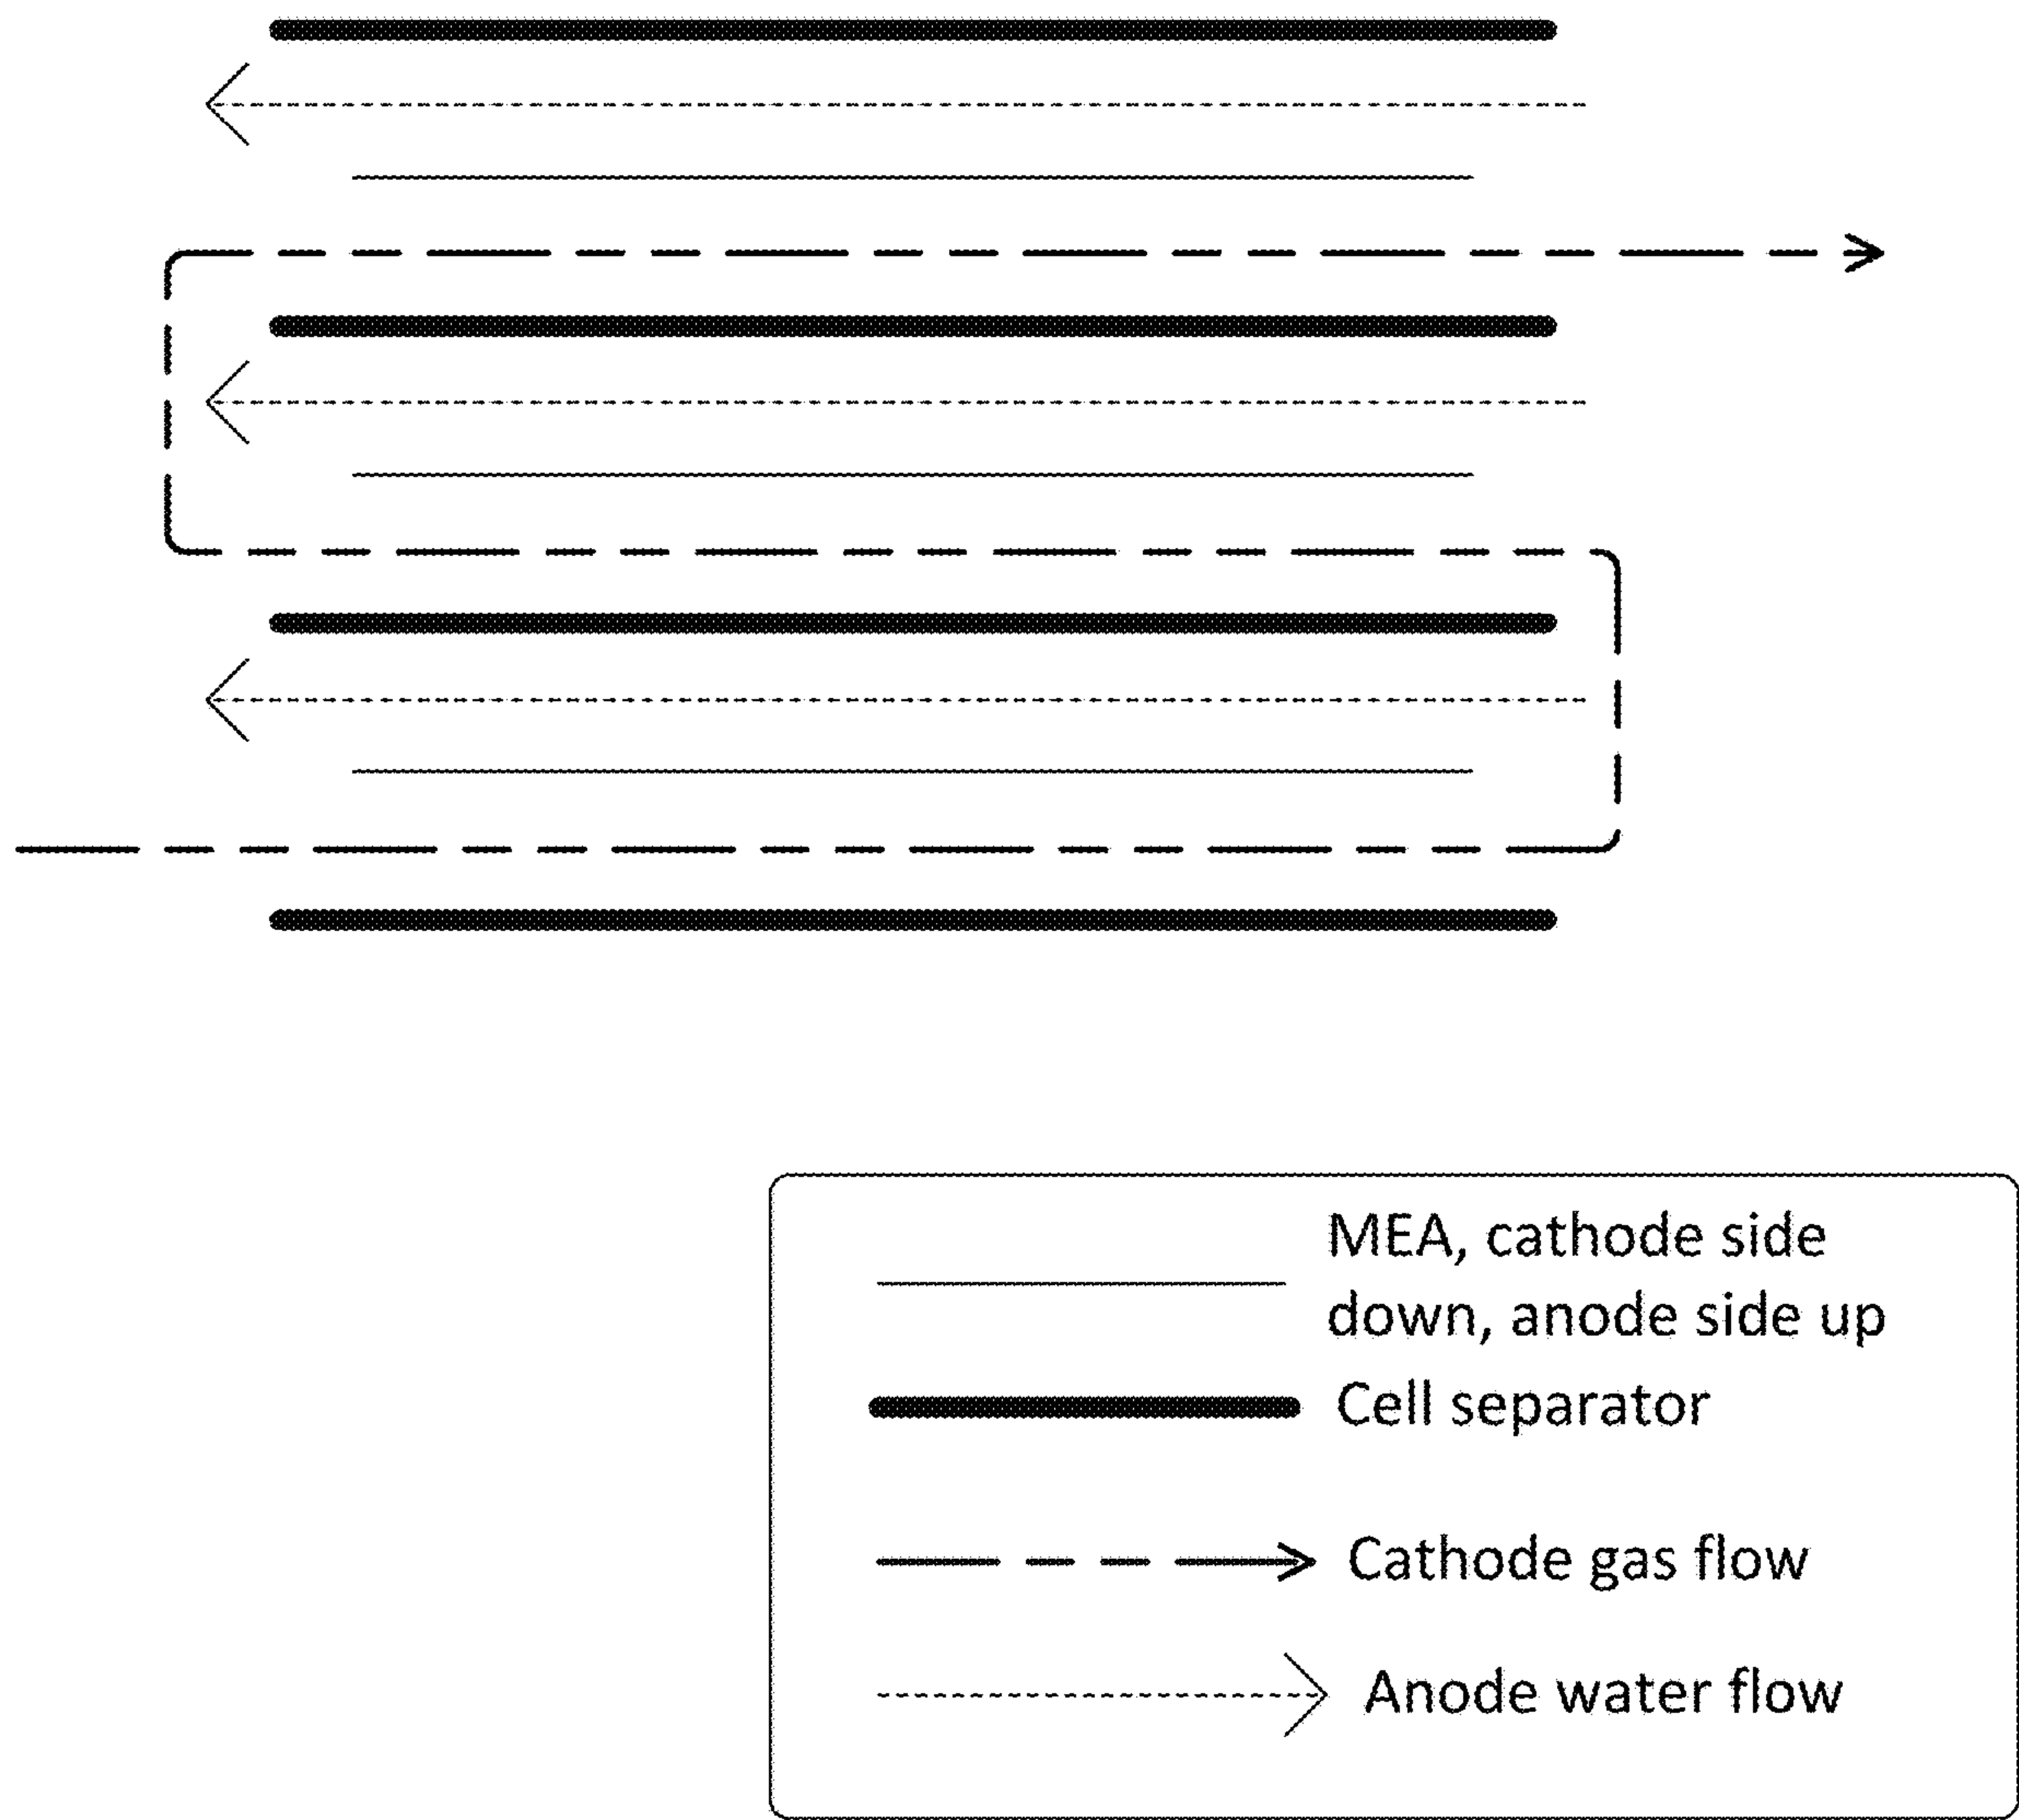 MEA, cathode side
down, anode side up
Cell separator
Cathode gas flow
Anode water flow